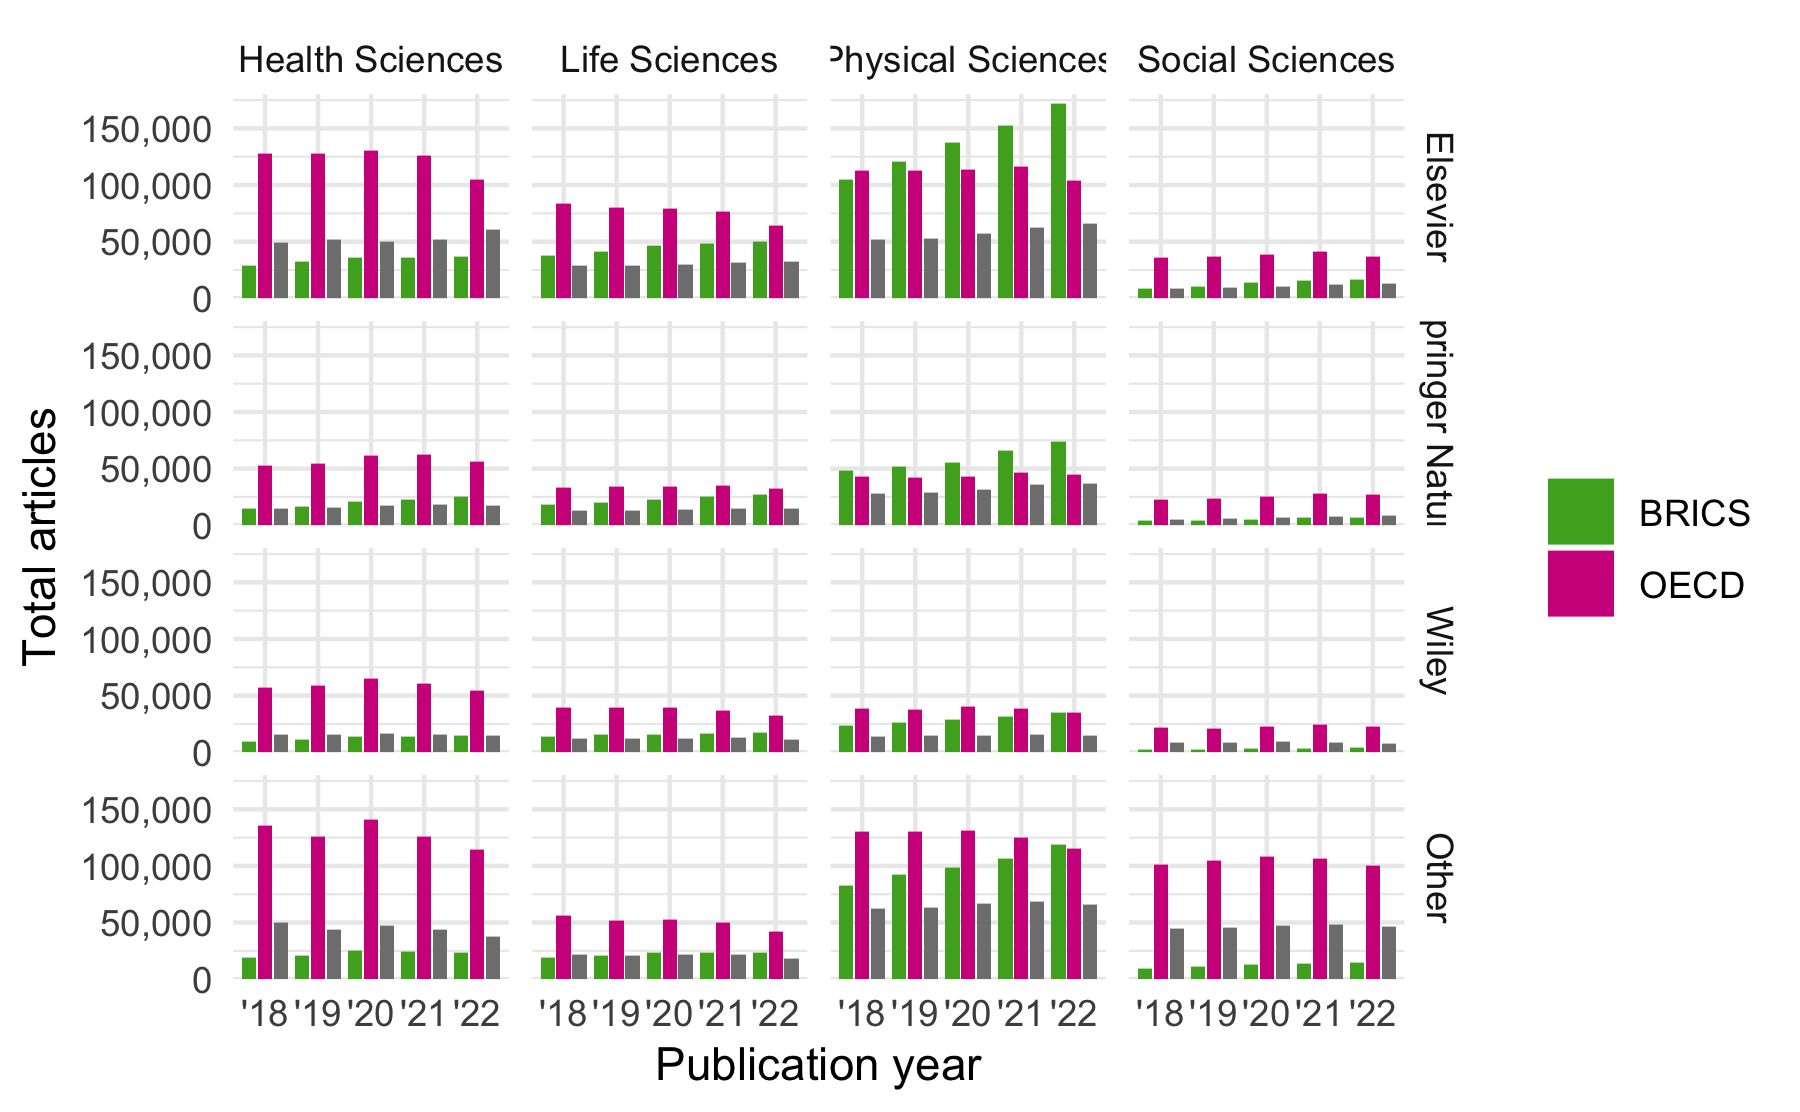 Health Sciences
Life Sciences
Physical Sciences
Social Sciences
150,000
100,000
50,000
0
Elsevier
150,000
100,000
50,000
0
pringer Natu
150,000
100,000
50,000
0
Wiley
150,000
100,000
50,000
0
Other
Total articles
'18 '19 '20 '21 '22
'18 '19 '20 '21 '22
'18 '19 '20 '21 '22
'18 '19 '20 '21 '22
Publication year
BRICS
OECD